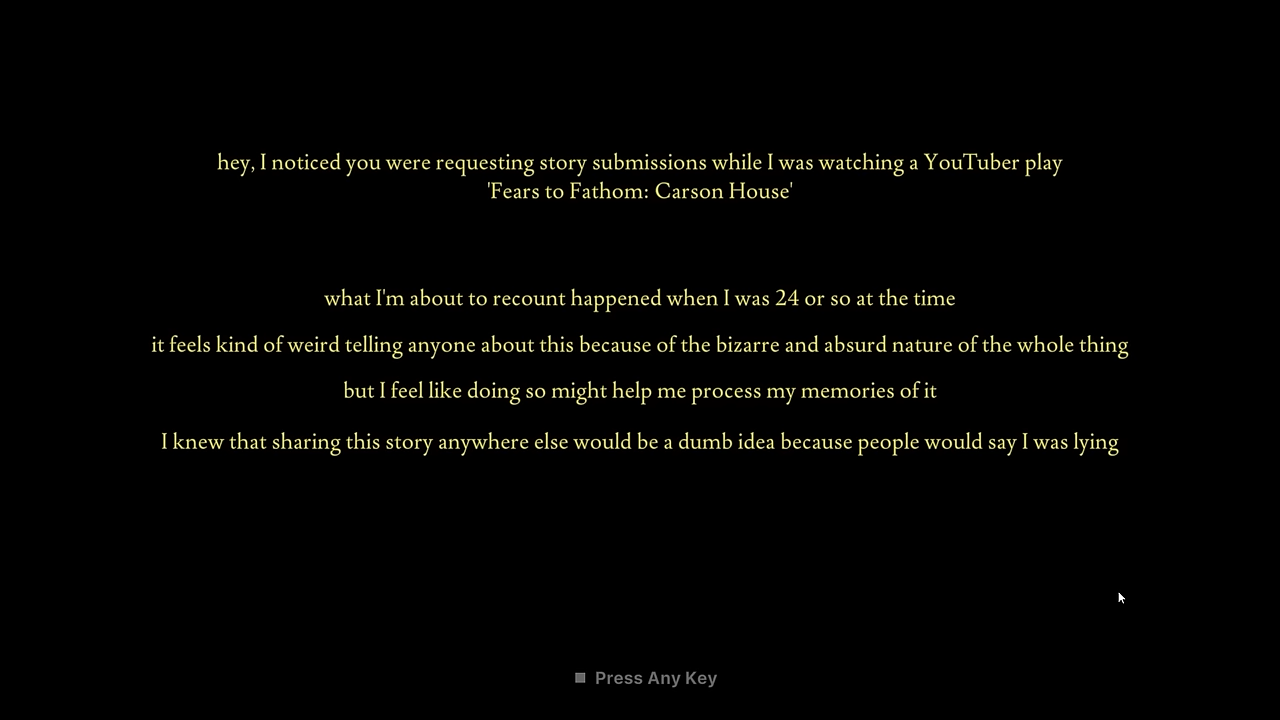 hey, I noticed you were requesting story submissions while I was watching a YouTuber play
'Fears to Fathom: Carson House'
what I'm about to recount happened when I was 24 or so at the time
it feels kind of weird telling anyone about this because of the bizarre and absurd nature of the whole thing
but I feel like doing so might help me process my memories of it
I knew that sharing this story anywhere else would be a dumb idea because people would say I was lying
Press Any Key